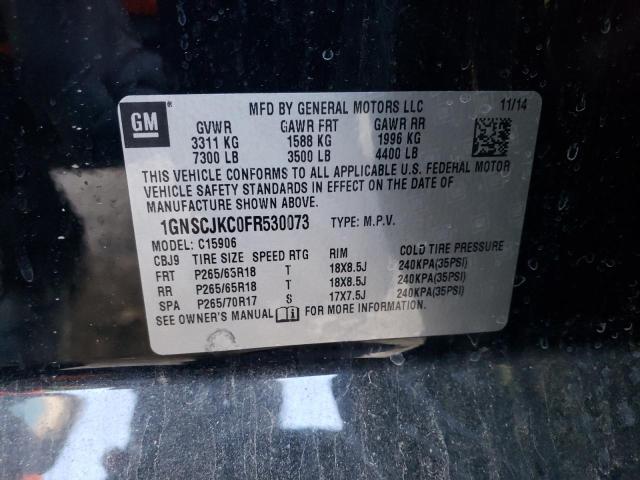 GM
MFD BY GENERAL MOTORS LLC 11/14
GVWR GAWR FRT GAWR RR
3311 KG 1588 KG 1996 KG
7300 LB 3500 LB 4400 LB
THIS VEHICLE CONFORMS TO ALL APPLICABLE U.S. FEDERAL MOTOR
VEHICLE SAFETY STANDARDS IN EFFECT ON THE DATE OF
MANUFACTURE SHOWN ABOVE.
1GNSCJKC0FR530073 TYPE: M.P.V.
MODEL: C15906
CBJ9 TIRE SIZE SPEED RTG RIM COLD TIRE PRESSURE
FRT P265/65R18 T 18X8.5J 240KPA(35PSI)
RR P265/65R18 T 18X8.5J 240KPA(35PSI)
SPA P265/70R17 S 17X7.5J 240KPA(35PSI)
SEE OWNER'S MANUAL FOR MORE INFORMATION.